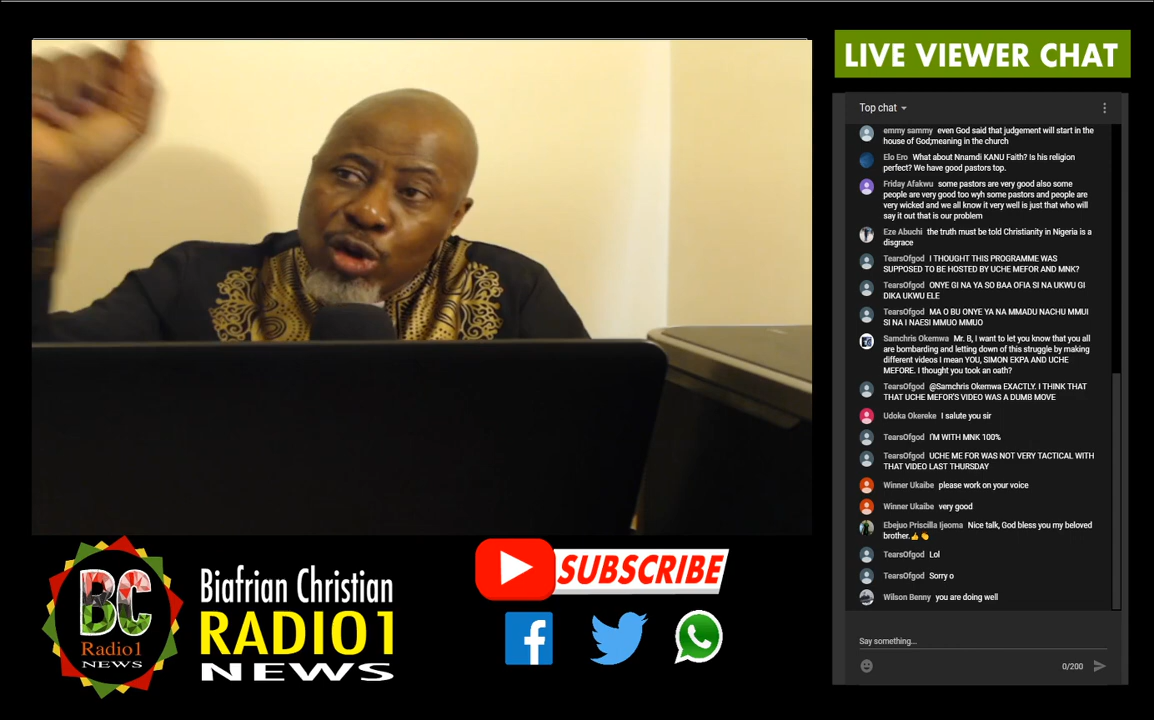 LIVE VIEWER CHAT
Top chat
emmy sammy even God said that judgement will start in the
house of God;meaning in the church
Elo Ero What about Nnamdi KANU Faith? Is his religion
perfect? We have good pastors top.
Friday Afakwu some pastors are very good also some
people are very good too wyh some pastors and people are
very wicked and we all know it very well is just that who will
say it out that is our problem
Eze Abuchi the truth must be told Christianity in Nigeria is a
disgrace
TearsOfgod I THOUGHT THIS PROGRAMME WAS
SUPPOSED TO BE HOSTED BY UCHE MEFOR AND MNK?
TearsOfgod ONYE GI NA YA SO BAA OFIA SI NA UKWU GI
DIKA UKWU ELE
TearsOfgod MA O BU ONYE YA NA MMADU NACHU MMUI
SI NA I NAESI MMUO MMUO
Samchris Okemwa Mr. B, I want to let you know that you all
are bombarding and letting down of this struggle by making
different videos I mean YOU, SIMON EKPA AND UCHE
MEFORE. I thought you took an oath?
TearsOfgod @Samchris Okemwa EXACTLY. I THINK THAT
THAT UCHE MEFOR'S VIDEO WAS A DUMB MOVE
Udoka Okereke I salute you sir
TearsOfgod I'M WITH MNK 100%
TearsOfgod UCHE ME FOR WAS NOT VERY TACTICAL WITH
THAT VIDEO LAST THURSDAY
Winner Ukaibe please work on your voice
Winner Ukaibe very good
Ebejuo Priscilla Ijeoma Nice talk, God bless you my beloved
brother.👍👏
TearsOfgod Lol
TearsOfgod Sorry o
Wilson Benny you are doing well
Say something...
0/200
BC
Radio1
NEWS
Biafrian Christian
RADIO1
NEWS
SUBSCRIBE